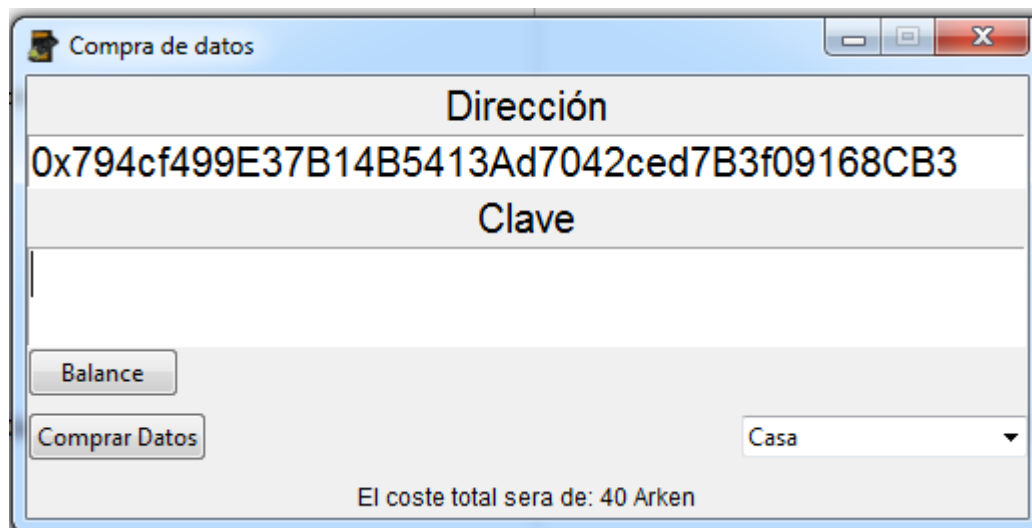 Compra de datos
Dirección
0x794cf499E37B14B5413Ad7042ced7B3f09168CB3
Clave
Balance
Comprar Datos Casa
El coste total sera de: 40 Arken